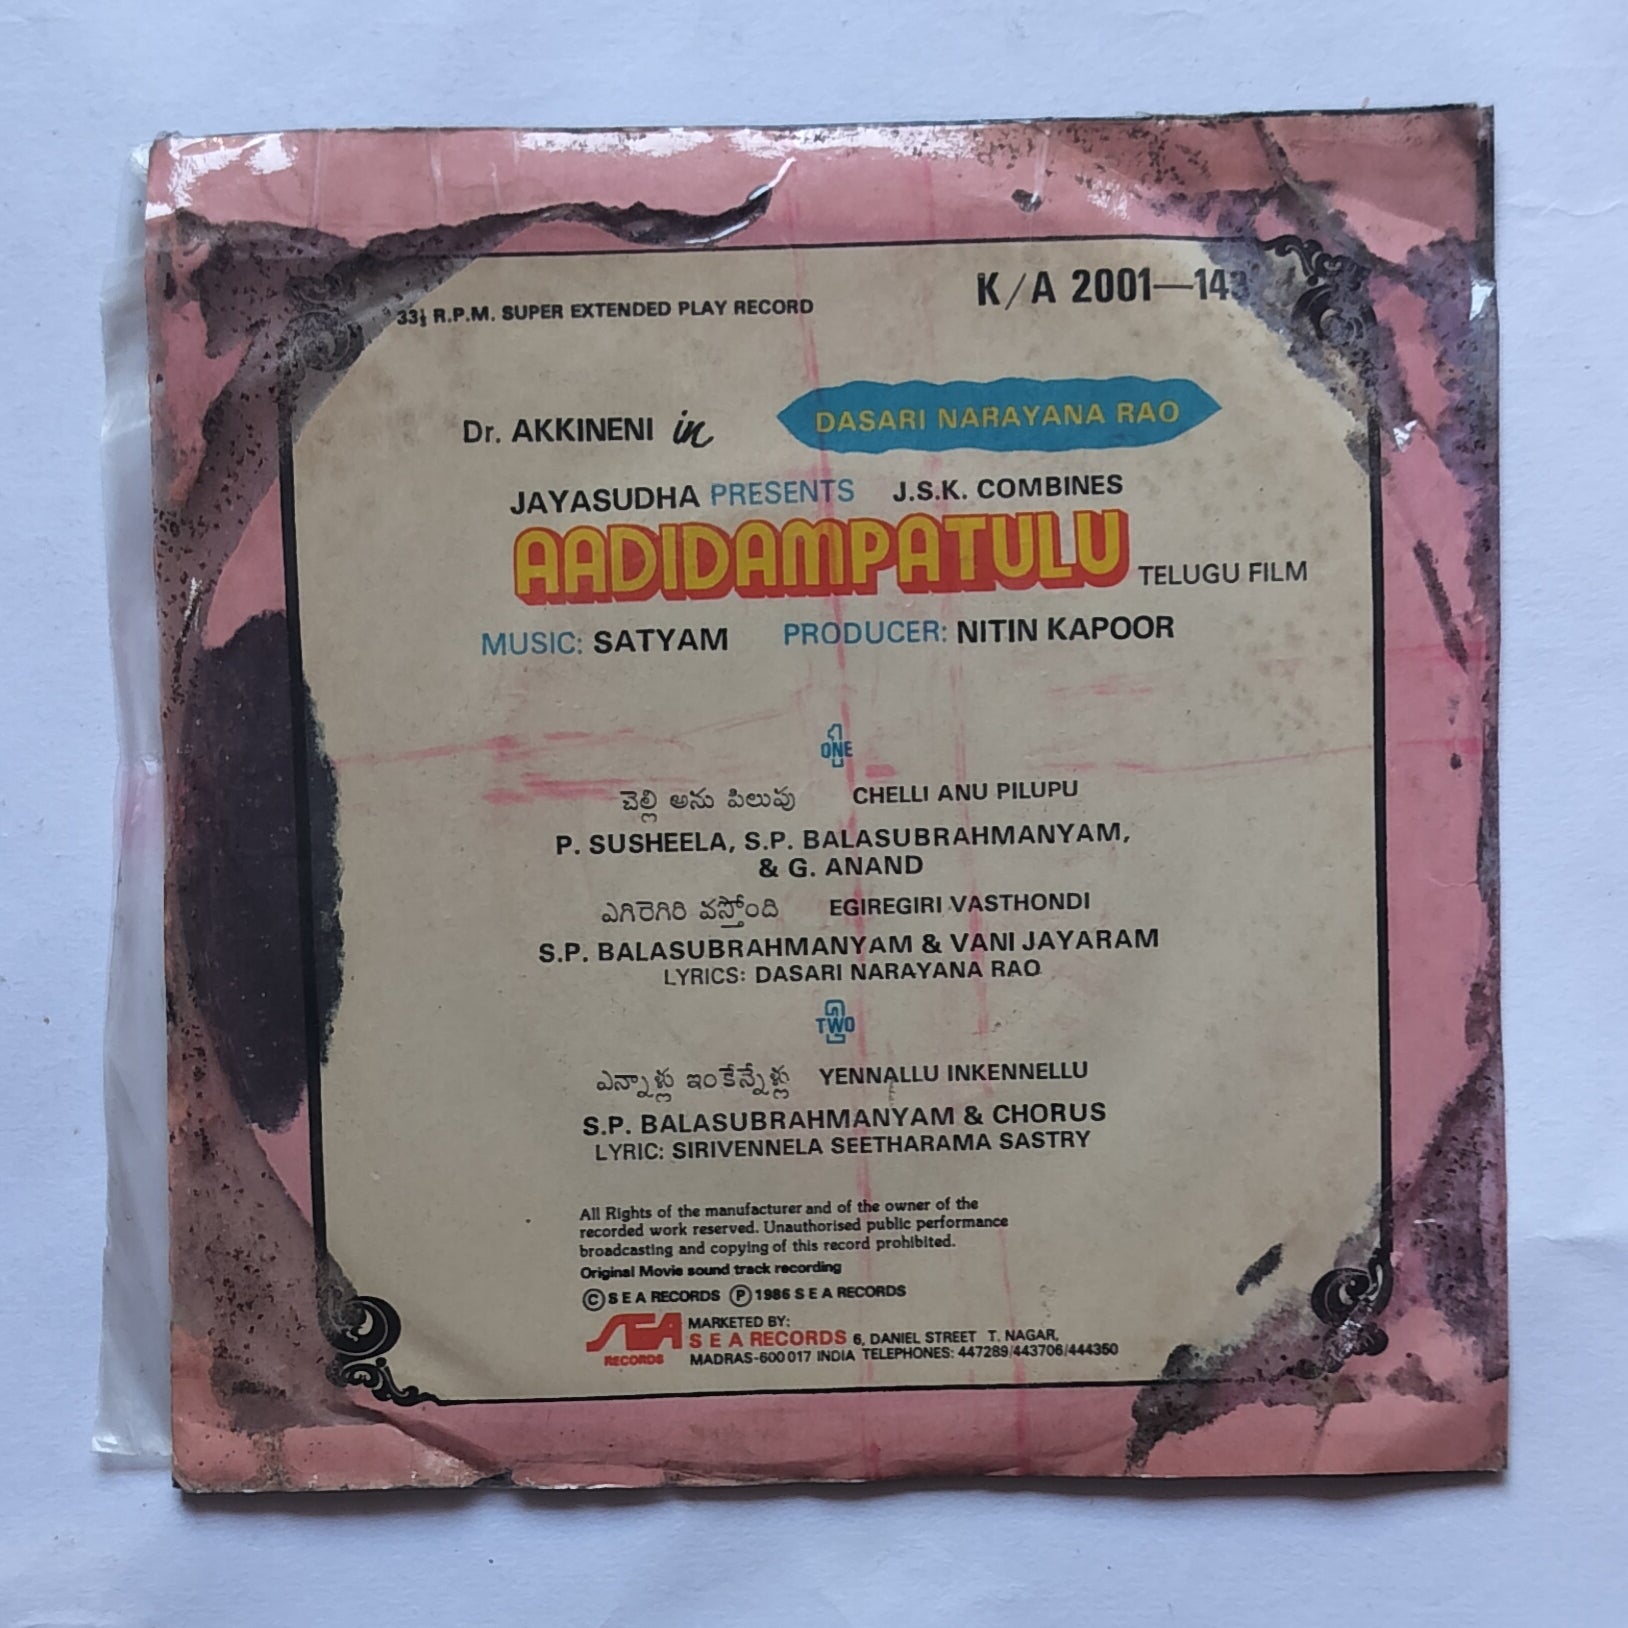 33⅓ R.P.M. SUPER EXTENDED PLAY RECORD
K/A 2001—143
Dr. AKKINENI in DASARI NARAYANA RAO
JAYASUDHA PRESENTS J.S.K. COMBINES
AADIDAMPATULU TELUGU FILM
MUSIC: SATYAM PRODUCER: NITIN KAPOOR
1 ONE
చెల్లి అను పిలుపు CHELLI ANU PILUPU
P. SUSHEELA, S.P. BALASUBRAHMANYAM,
& G. ANAND
ఎగిరెగిరి వస్తోంది EGIREGIRI VASTHONDI
S.P. BALASUBRAHMANYAM & VANI JAYARAM
LYRICS: DASARI NARAYANA RAO
2 TWO
ఎన్నాళ్లు ఇంకేన్నేళ్లు YENNALLU INKENNELLU
S.P. BALASUBRAHMANYAM & CHORUS
LYRIC: SIRIVENNELA SEETHARAMA SASTRY
All Rights of the manufacturer and of the owner of the
recorded work reserved. Unauthorised public performance
broadcasting and copying of this record prohibited.
Original Movie sound track recording
Ⓒ S E A RECORDS Ⓟ 1986 S E A RECORDS
SEA RECORDS
MARKETED BY:
S E A RECORDS 6, DANIEL STREET T. NAGAR,
MADRAS-600 017 INDIA TELEPHONES: 447289/443706/444350